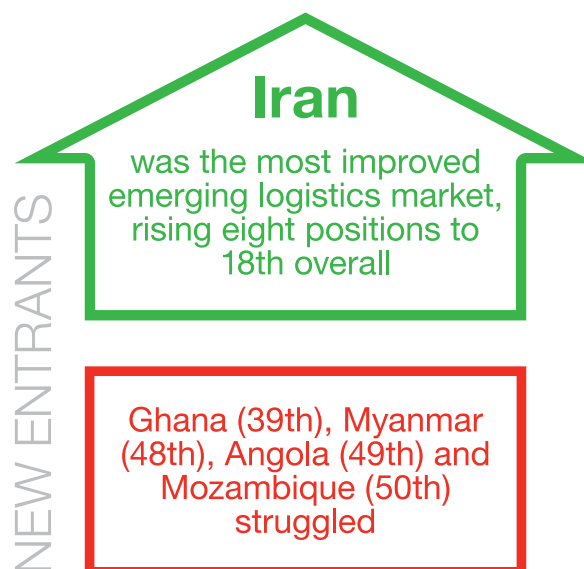 Iran
was the most improved
emerging logistics market,
rising eight positions to
18th overall
NEW ENTRANTS
Ghana (39th), Myanmar
(48th), Angola (49th) and
Mozambique (50th)
struggled